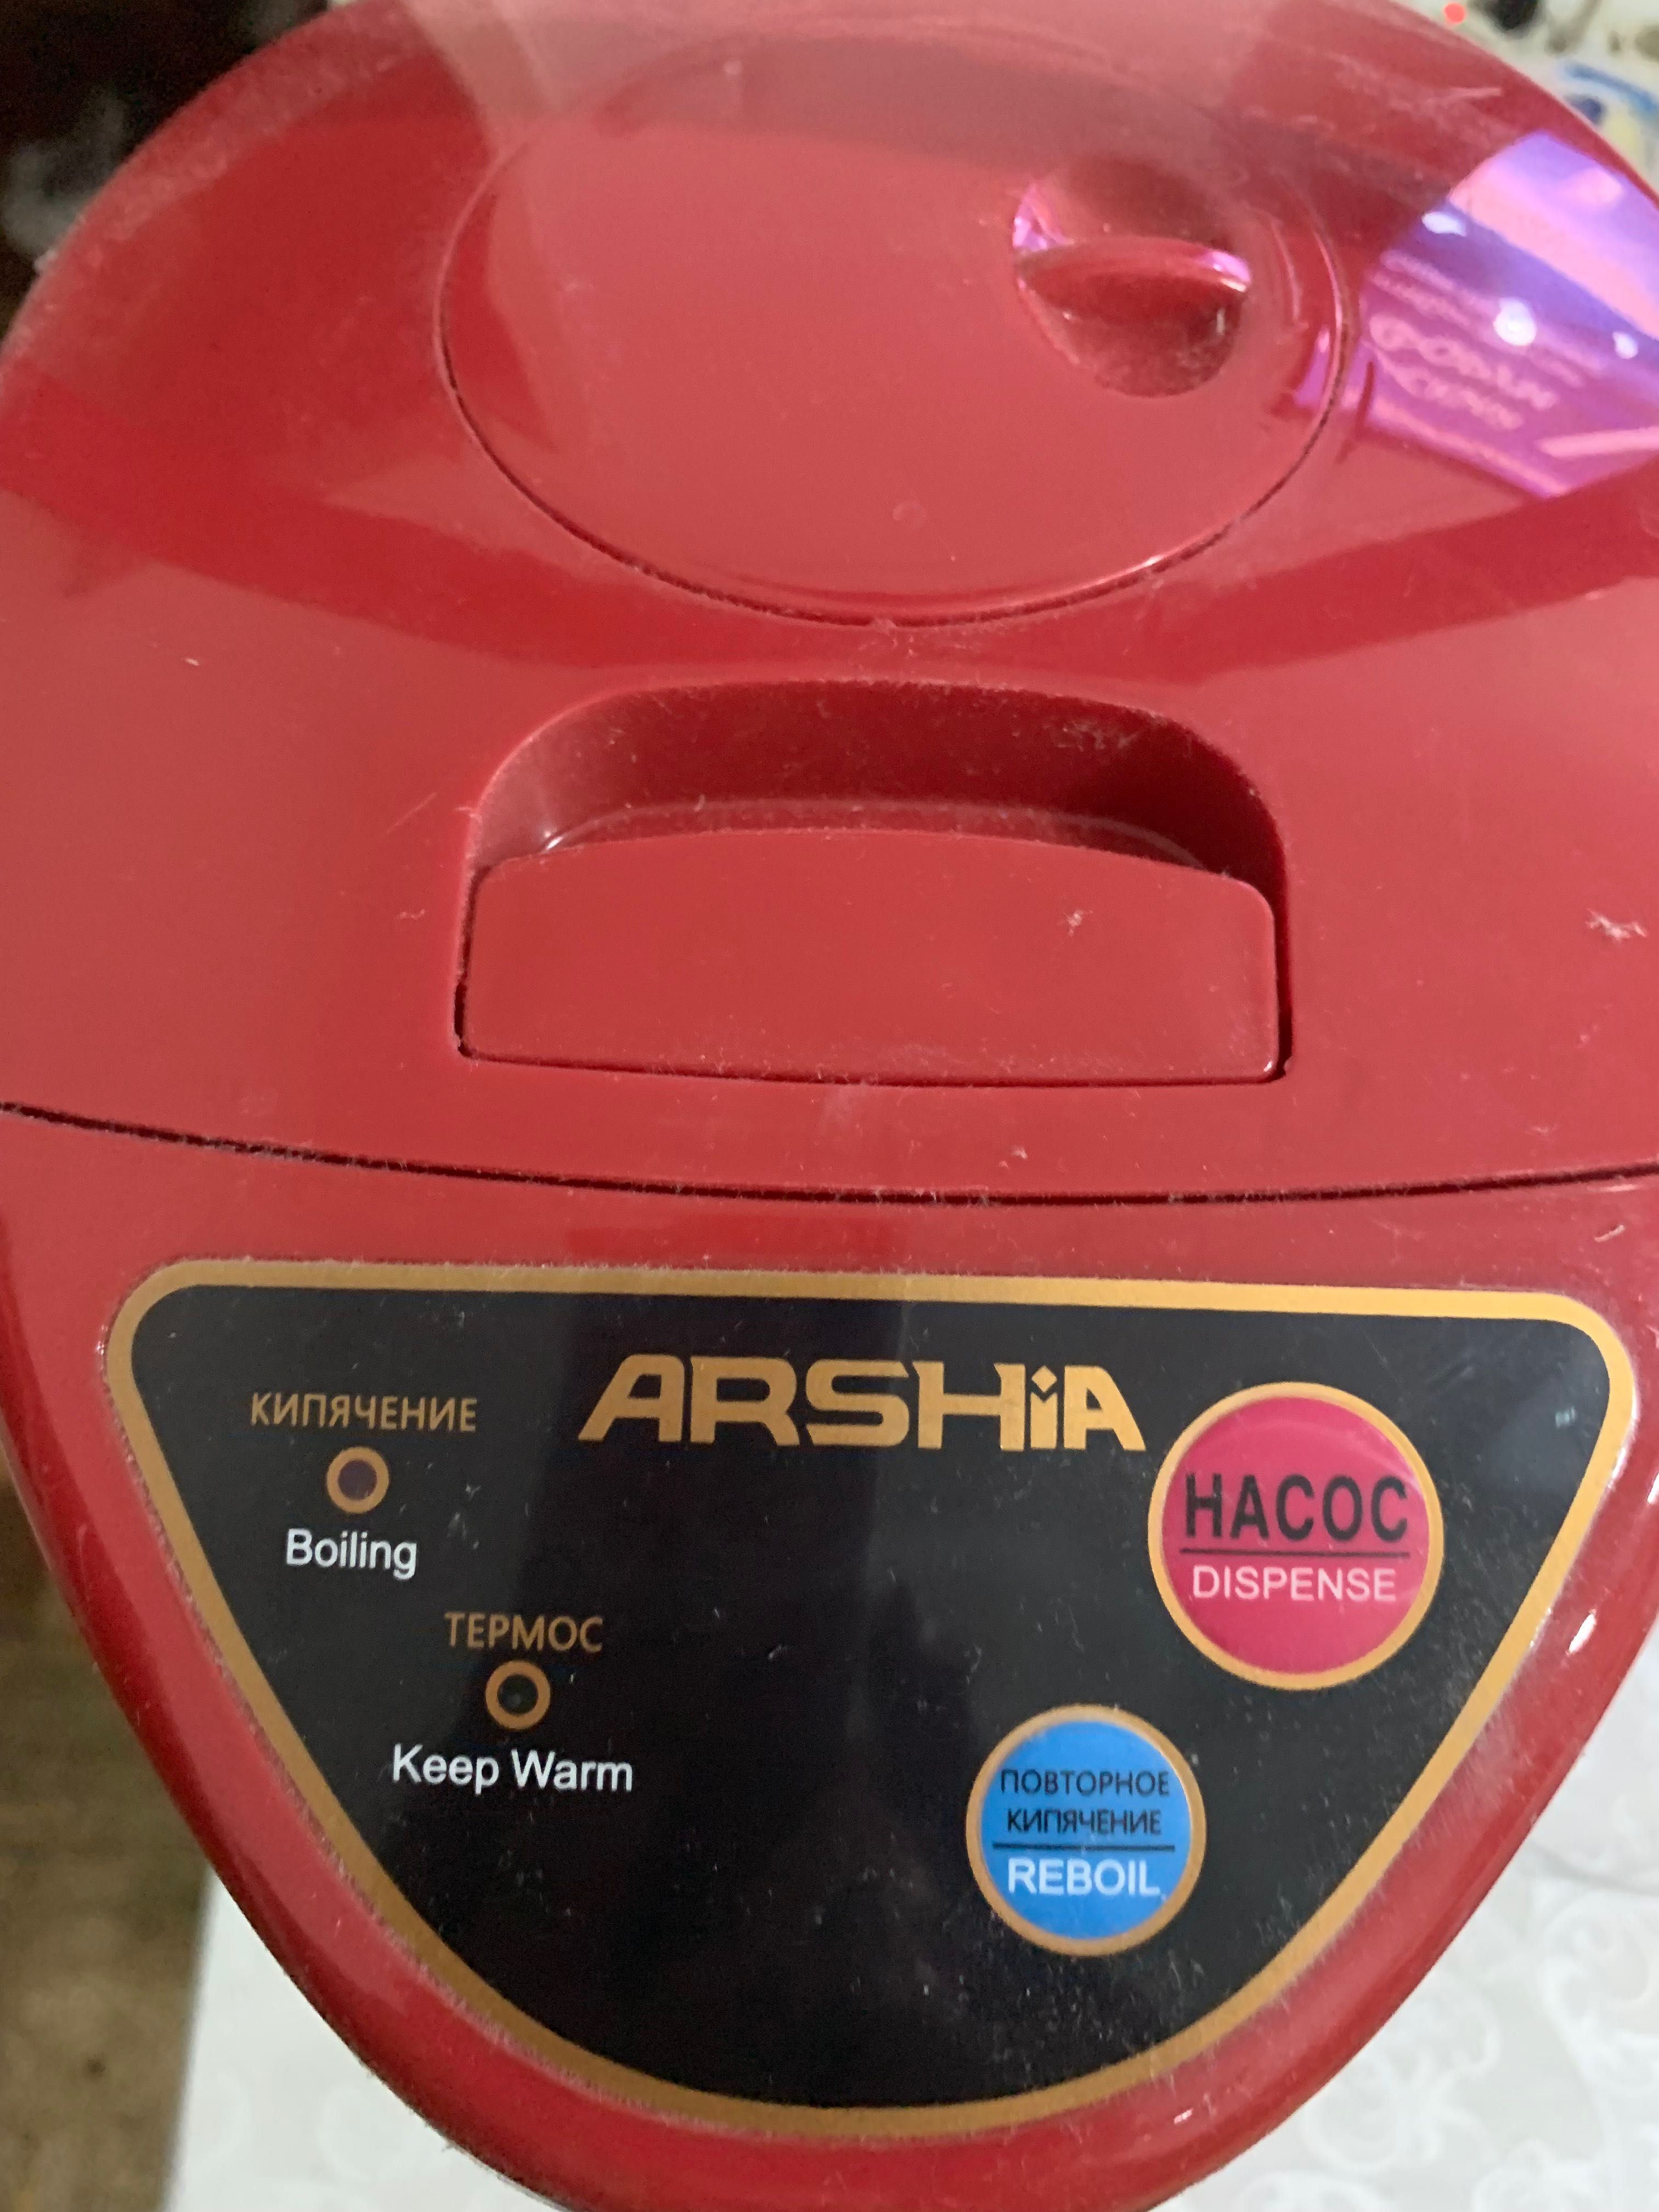 ARSHiA
КИПЯЧЕНИЕ
Boiling
ТЕРМОС
Keep Warm
НАСОС
DISPENSE
ПОВТОРНОЕ
КИПЯЧЕНИЕ
REBOIL